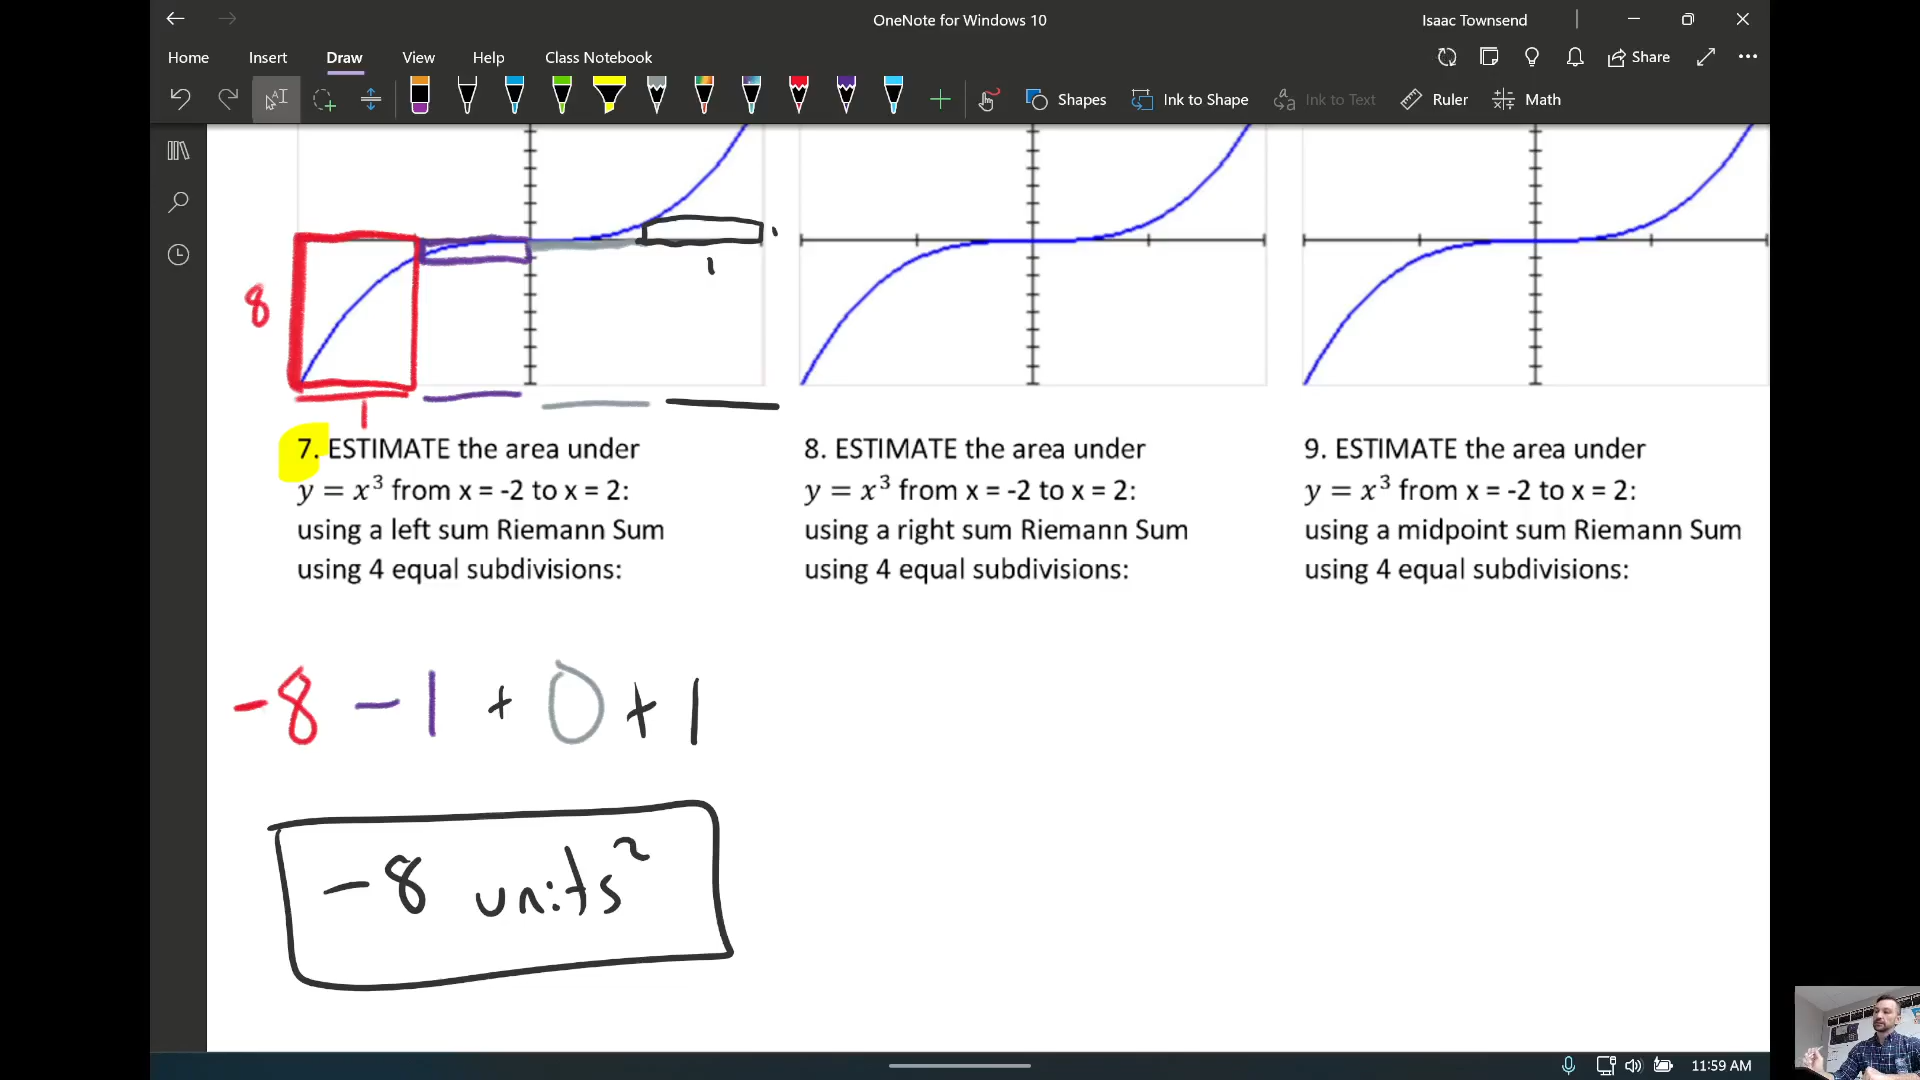 OneNote for Windows 10
Isaac Townsend
Home Insert Draw View Help Class Notebook
Share
Shapes Ink to Shape Ink to Text Ruler Math
8
1
1
7. ESTIMATE the area under
y = x³ from x = -2 to x = 2:
using a left sum Riemann Sum
using 4 equal subdivisions:
8. ESTIMATE the area under
y = x³ from x = -2 to x = 2:
using a right sum Riemann Sum
using 4 equal subdivisions:
9. ESTIMATE the area under
y = x³ from x = -2 to x = 2:
using a midpoint sum Riemann Sum
using 4 equal subdivisions:
-8 - 1 + 0 + 1
-8 units²
11:59 AM